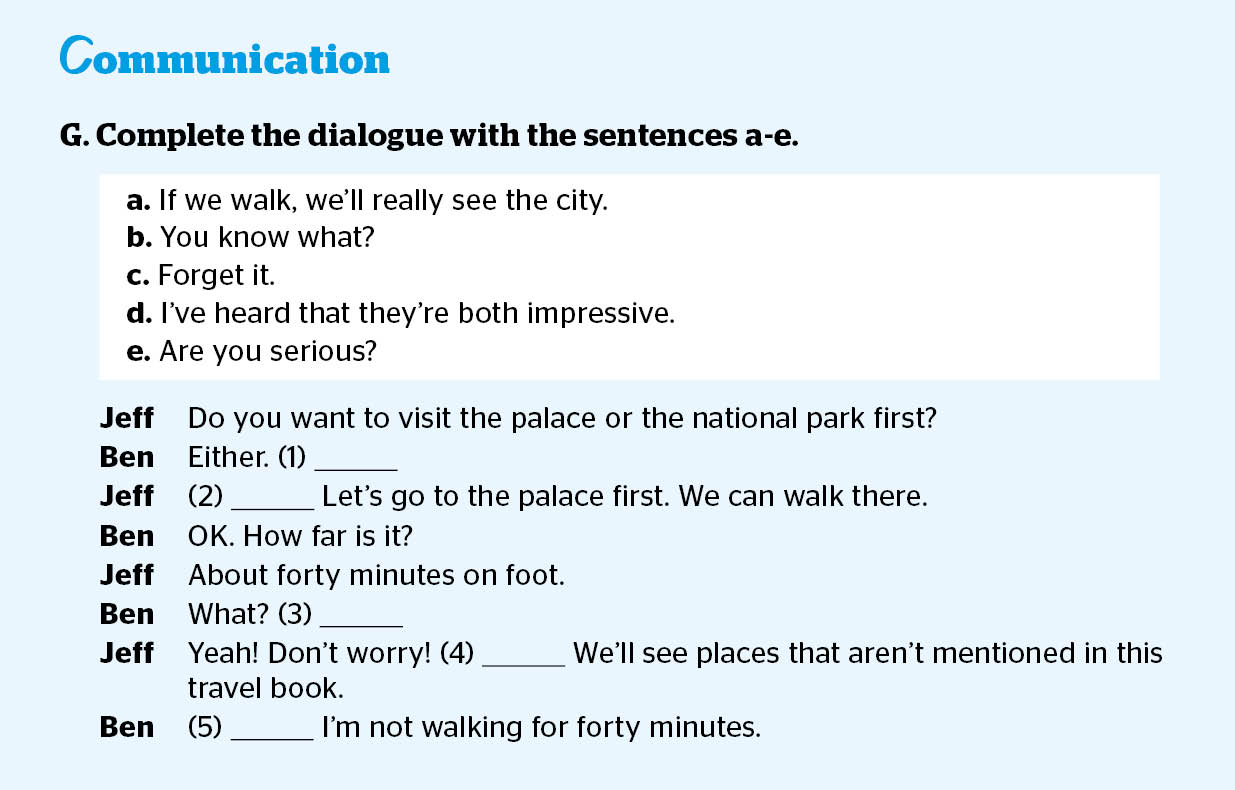 Communication
G. Complete the dialogue with the sentences a-e.
a. If we walk, we’ll really see the city.
b. You know what?
c. Forget it.
d. I’ve heard that they’re both impressive.
e. Are you serious?
Jeff Do you want to visit the palace or the national park first?
Ben Either. (1) ______
Jeff (2) ______ Let’s go to the palace first. We can walk there.
Ben OK. How far is it?
Jeff About forty minutes on foot.
Ben What? (3) ______
Jeff Yeah! Don’t worry! (4) ______ We’ll see places that aren’t mentioned in this
travel book.
Ben (5) ______ I’m not walking for forty minutes.